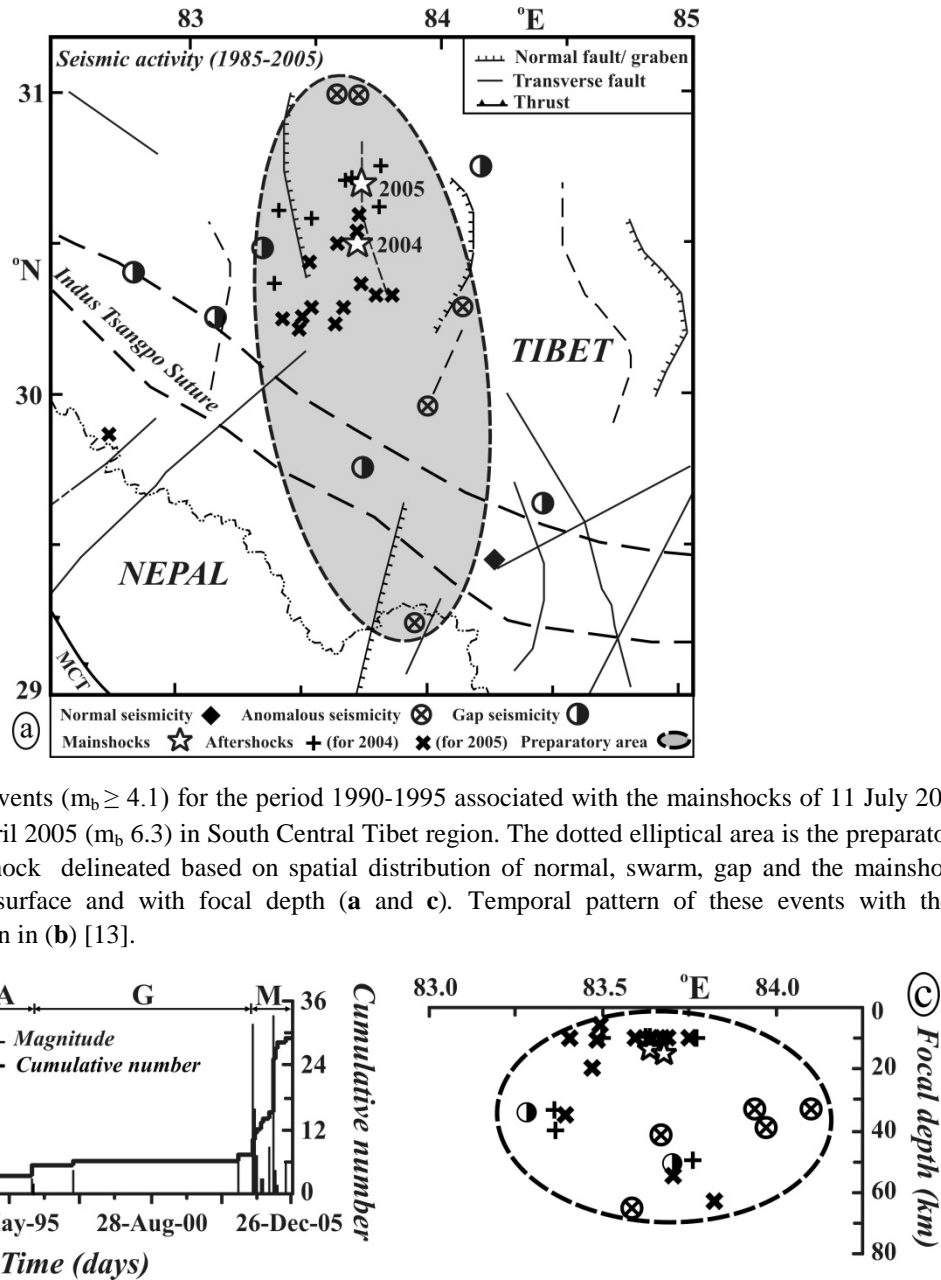 83 84 °E 85
Seismic activity (1985-2005)
Normal fault/ graben
Transverse fault
Thrust
31
2005
2004
°N
Indus Tsangpo Suture
TIBET
30
NEPAL
MCT
29
a
Normal seismicity Anomalous seismicity Gap seismicity
Mainshocks Aftershocks + (for 2004) × (for 2005) Preparatory area
vents (mb ≥ 4.1) for the period 1990-1995 associated with the mainshocks of 11 July 20
ril 2005 (mb 6.3) in South Central Tibet region. The dotted elliptical area is the preparato
hock delineated based on spatial distribution of normal, swarm, gap and the mainsho
surface and with focal depth (a and c). Temporal pattern of these events with the
n in (b) [13].
A G M 36
Magnitude
Cumulative number
24
12
0
ay-95 28-Aug-00 26-Dec-05
Time (days)
Cumulative number
83.0 83.5 °E 84.0
c
0
20
40
60
80
Focal depth (km)